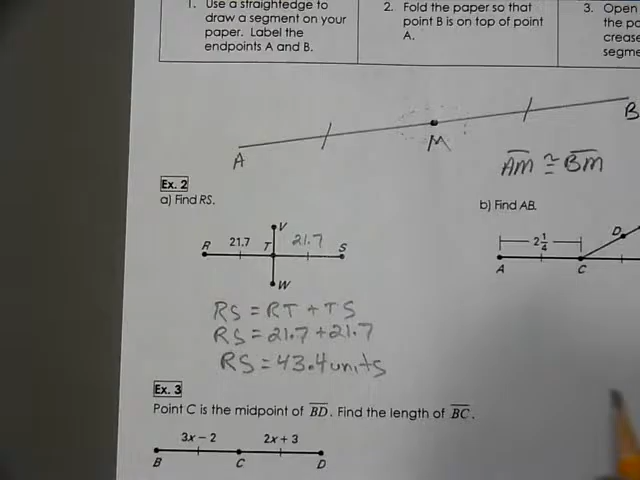 1. Use a straightedge to
draw a segment on your
paper. Label the
endpoints A and B.
2. Fold the paper so that
point B is on top of point
A.
3. Open
the
crease
segme
A
M
B
AM ≅ BM
Ex. 2
a) Find RS.
b) Find AB.
V
R
21.7
T
21.7
S
W
2 1/4
D
A
C
RS = RT + TS
RS = 21.7 + 21.7
RS = 43.4 units
Ex. 3
Point C is the midpoint of BD. Find the length of BC.
3x – 2
2x + 3
B
C
D